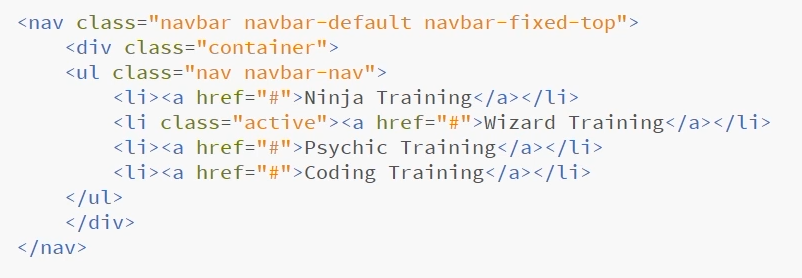 <nav class="navbar navbar-default navbar-fixed-top">
    <div class="container">
    <ul class="nav navbar-nav">
        <li><a href="#">Ninja Training</a></li>
        <li class="active"><a href="#">Wizard Training</a></li>
        <li><a href="#">Psychic Training</a></li>
        <li><a href="#">Coding Training</a></li>
    </ul>
    </div>
</nav>